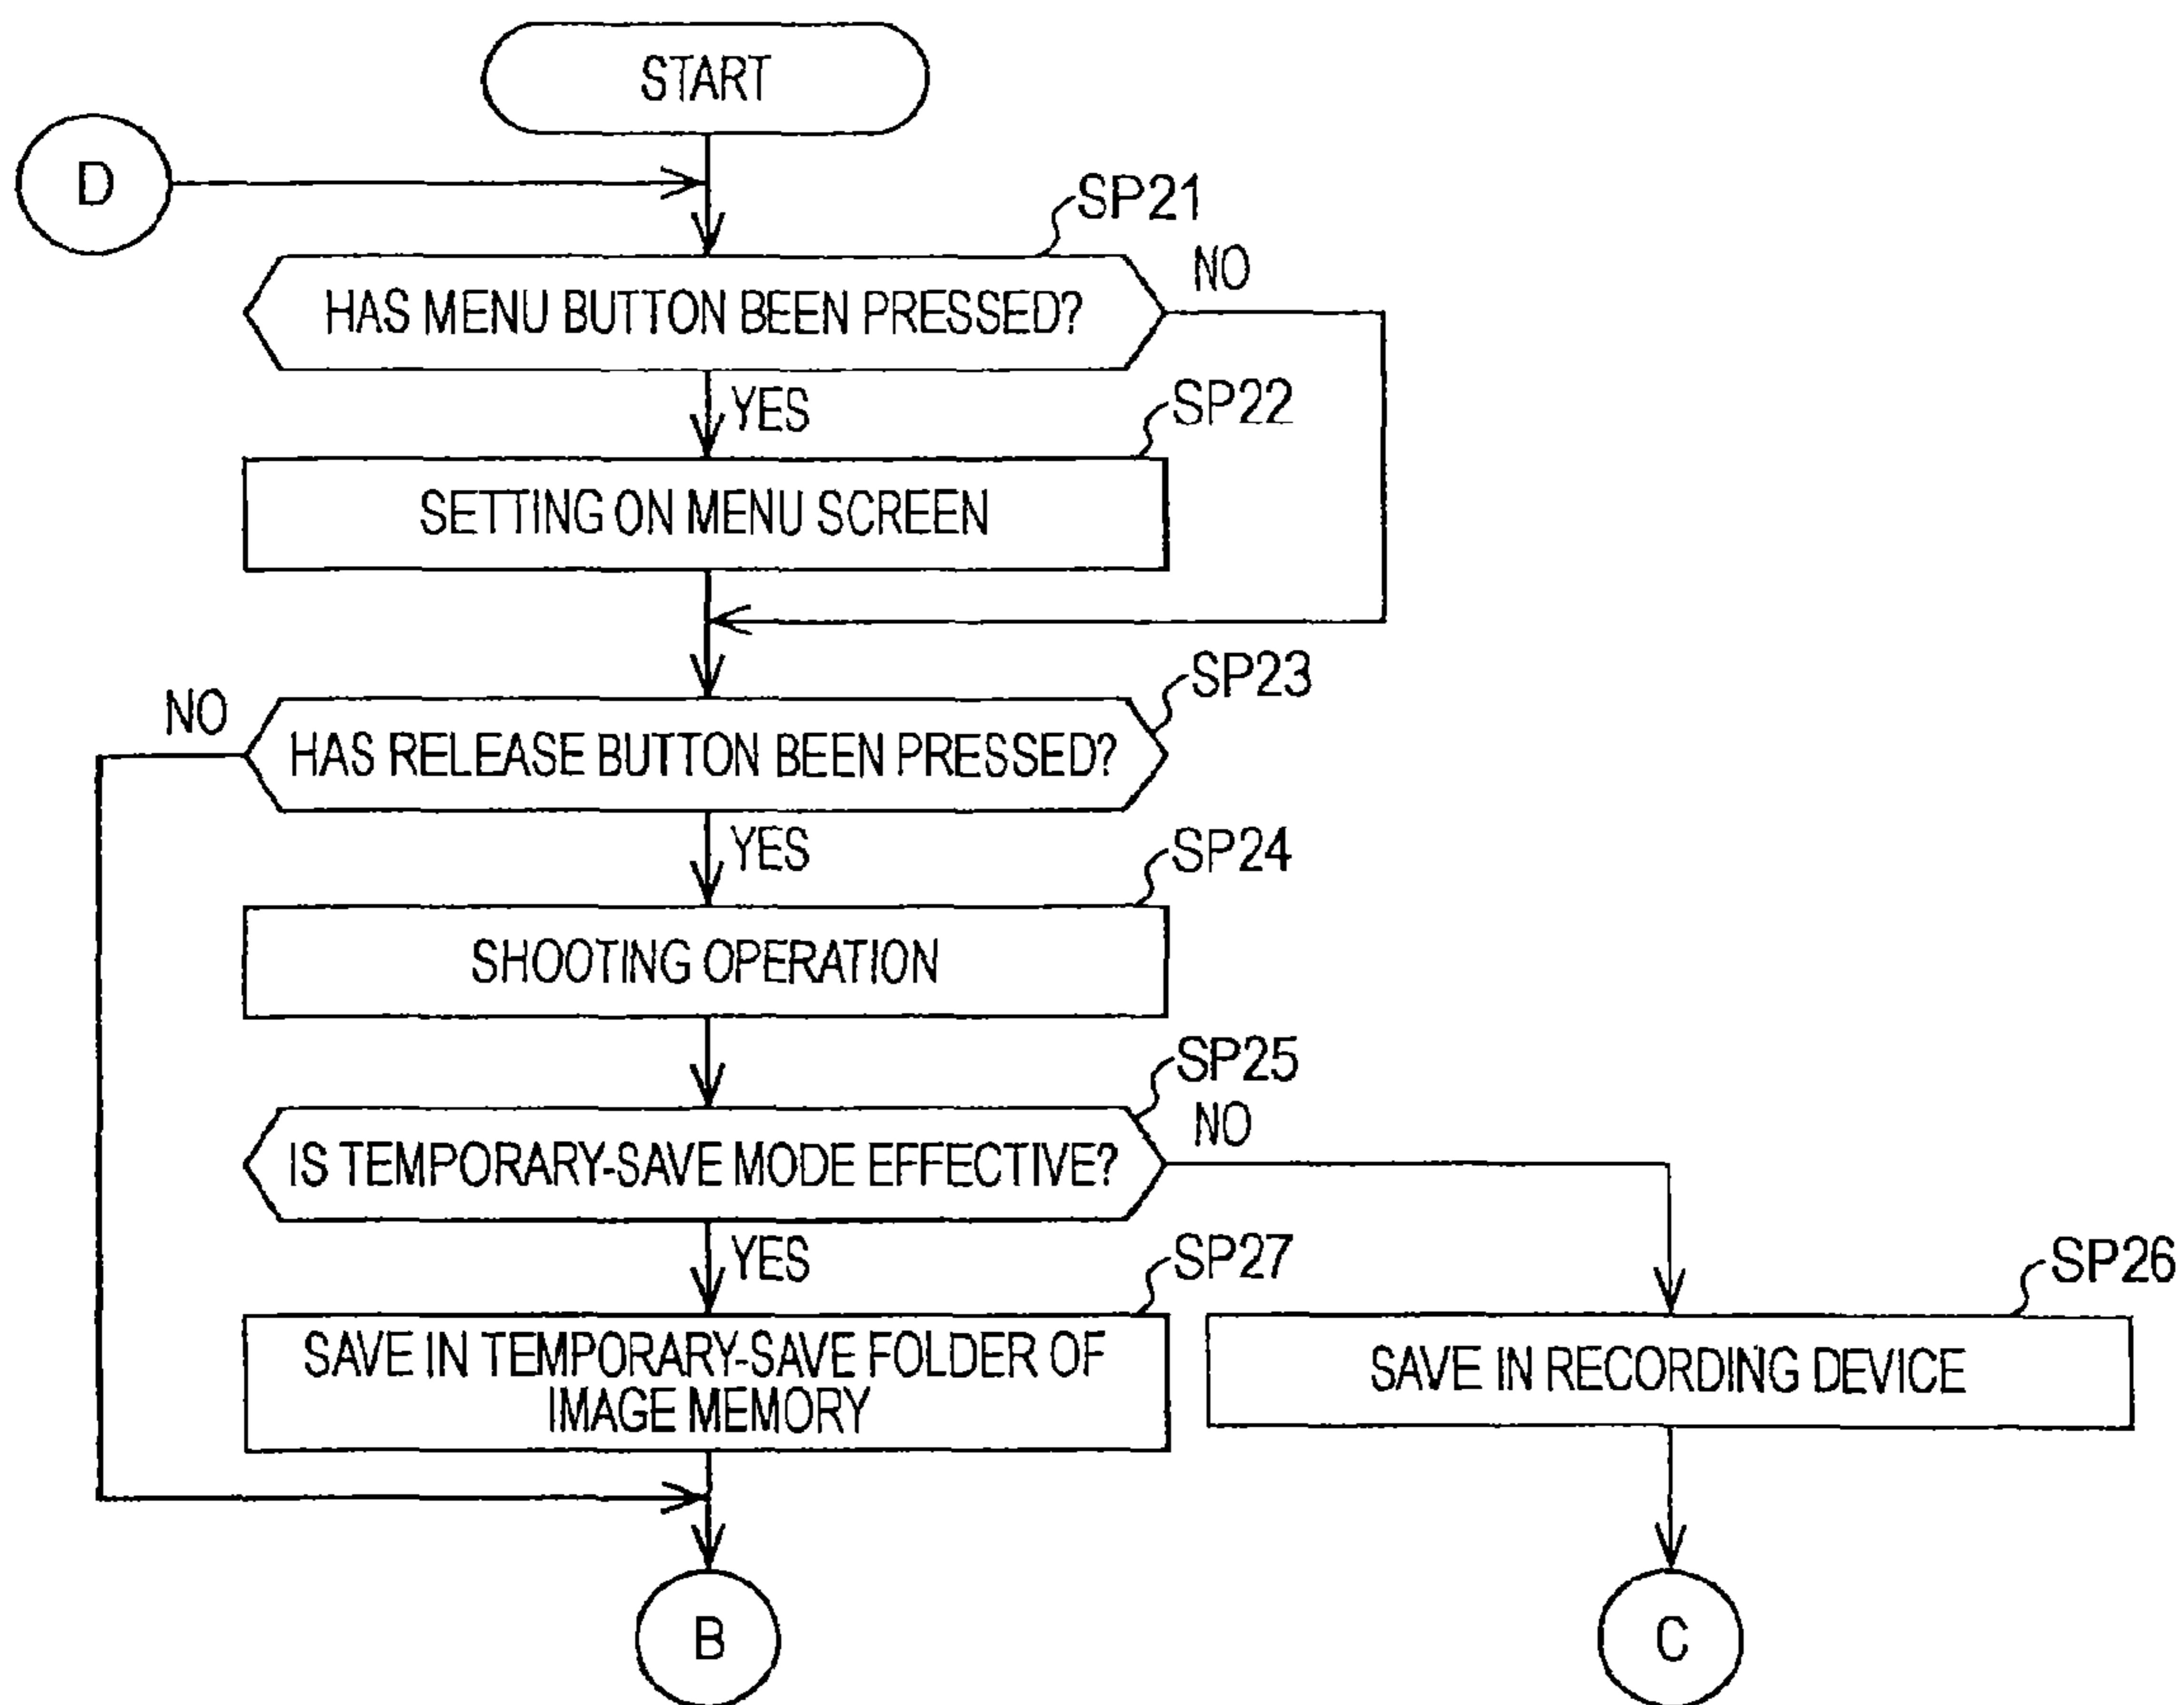 START
D
SP21
HAS MENU BUTTON BEEN PRESSED?
NO
YES
SP22
SETTING ON MENU SCREEN
SP23
NO
HAS RELEASE BUTTON BEEN PRESSED?
YES
SP24
SHOOTING OPERATION
SP25
NO
IS TEMPORARY-SAVE MODE EFFECTIVE?
YES
SP27
SAVE IN TEMPORARY-SAVE FOLDER OF
IMAGE MEMORY
SP26
SAVE IN RECORDING DEVICE
B
C